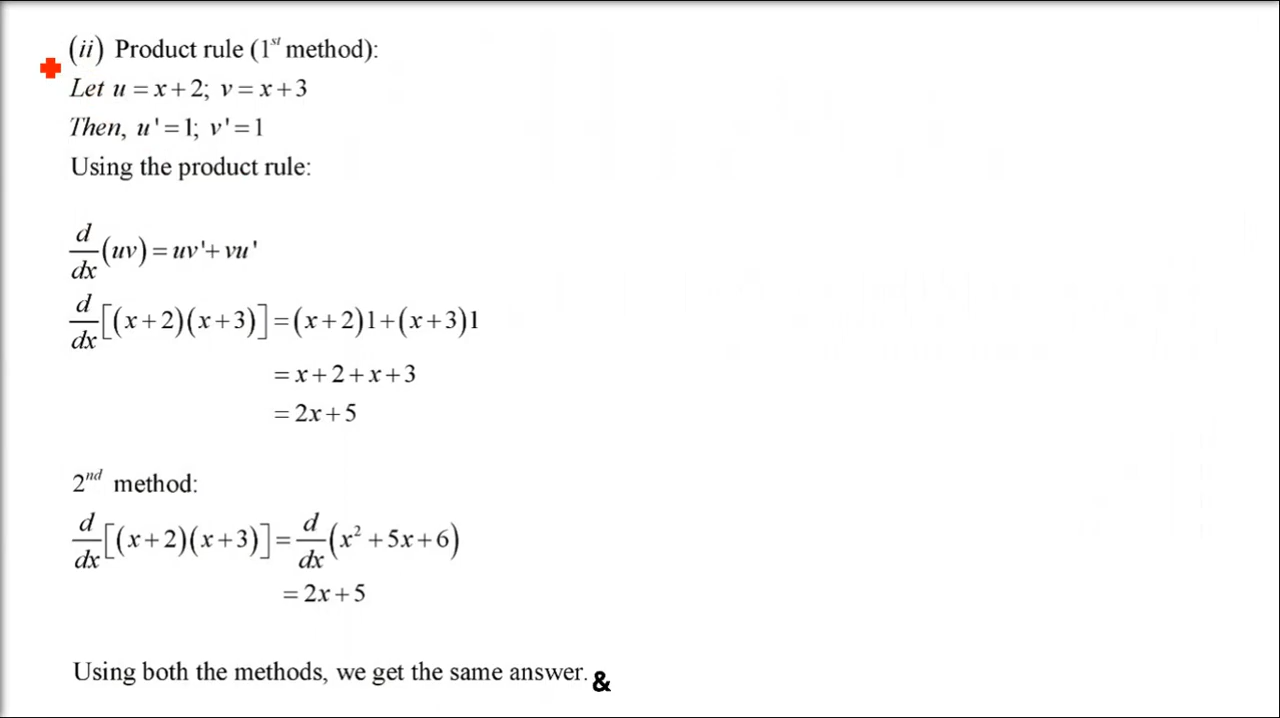 (ii) Product rule (1st method):
Let u = x + 2; v = x + 3
Then, u' = 1; v' = 1
Using the product rule:
d/dx (uv) = uv' + vu'
d/dx [(x+2)(x+3)] = (x+2)1 + (x+3)1
= x + 2 + x + 3
= 2x + 5
2nd method:
d/dx [(x+2)(x+3)] = d/dx (x² + 5x + 6)
= 2x + 5
Using both the methods, we get the same answer. &